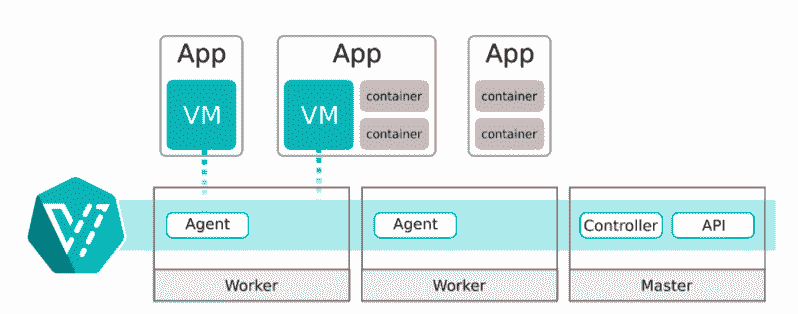 App
App
App
VM
VM
container
container
container
container
Agent
Agent
Controller
API
Worker
Worker
Master